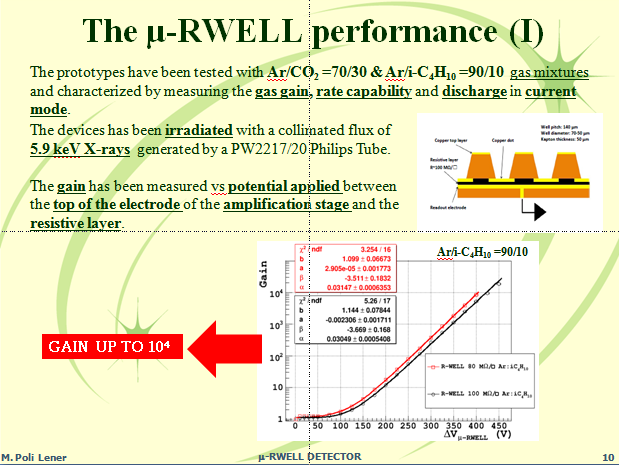 The μ-RWELL performance (I)
The prototypes have been tested with Ar/CO₂ =70/30 & Ar/i-C₄H₁₀ =90/10 gas mixtures
and characterized by measuring the gas gain, rate capability and discharge in current
mode.
The devices has been irradiated with a collimated flux of
5.9 keV X-rays generated by a PW2217/20 Philips Tube.
The gain has been measured vs potential applied between
the top of the electrode of the amplification stage and the
resistive layer.
Copper top layer
Copper dot
Well pitch: 140 μm
Well diameter: 70-50 μm
Kapton thickness: 50 μm
Resistive layer
R~100 MΩ/□
Readout electrode
Ar/i-C₄H₁₀ =90/10
χ² / ndf 3.254 / 16
b 1.099 ± 0.06673
a 2.905e-05 ± 0.001773
β -3.511 ± 0.1832
α 0.03147 ± 0.0006353
χ² / ndf 5.26 / 17
b 1.144 ± 0.07844
a -0.002306 ± 0.001711
β -3.669 ± 0.168
α 0.03049 ± 0.0005408
Gain
10⁴
10³
10²
10
1
R-WELL 80 MΩ/□ Ar:iC₄H₁₀
R-WELL 100 MΩ/□ Ar:iC₄H₁₀
0 50 100 150 200 250 300 350 400 450
ΔV μ-RWELL (V)
GAIN UP TO 10⁴
M. Poli Lener
μ-RWELL DETECTOR
10